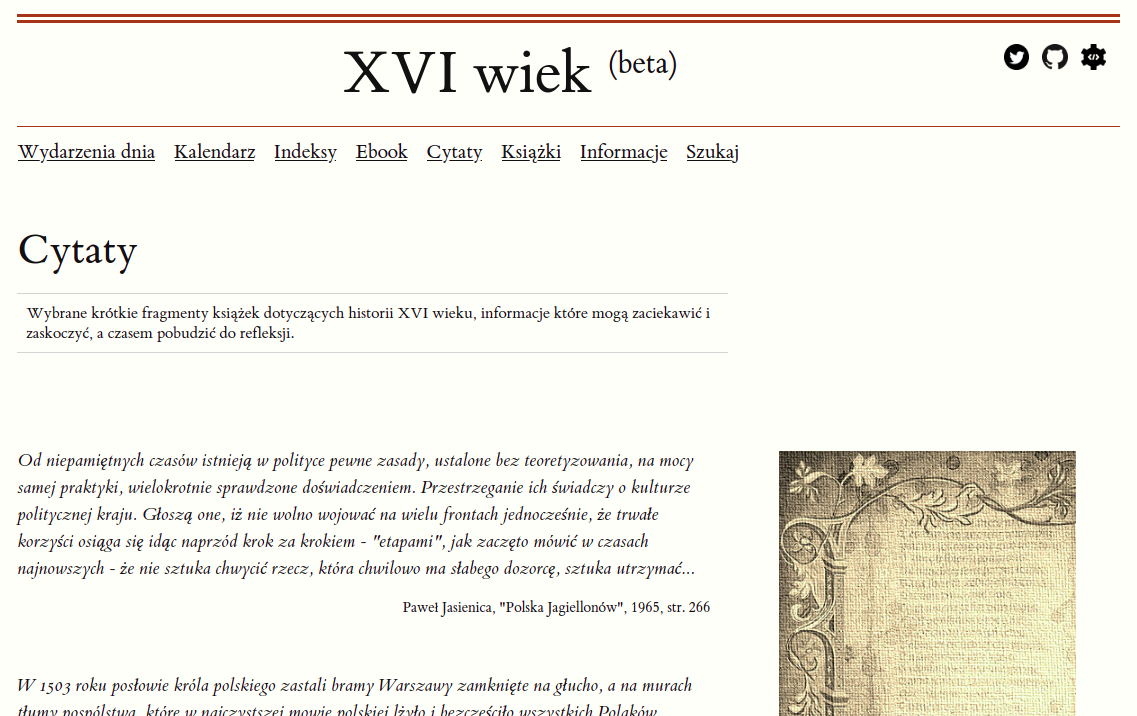 XVI wiek (beta)
Wydarzenia dnia Kalendarz Indeksy Ebook Cytaty Książki Informacje Szukaj
Cytaty
Wybrane krótkie fragmenty książek dotyczących historii XVI wieku, informacje które mogą zaciekawić i
zaskoczyć, a czasem pobudzić do refleksji.
Od niepamiętnych czasów istnieją w polityce pewne zasady, ustalone bez teoretyzowania, na mocy
samej praktyki, wielokrotnie sprawdzone doświadczeniem. Przestrzeganie ich świadczy o kulturze
politycznej kraju. Głoszą one, iż nie wolno wojować na wielu frontach jednocześnie, że trwałe
korzyści osiąga się idąc naprzód krok za krokiem - "etapami", jak zaczęto mówić w czasach
najnowszych - że nie sztuka chwycić rzecz, która chwilowo ma słabego dozorcę, sztuka utrzymać...
Paweł Jasienica, "Polska Jagiellonów", 1965, str. 266
W 1503 roku posłowie króla polskiego zastali bramy Warszawy zamknięte na głucho, a na murach
tłumy pospólstwa, które w najczystszej mowie polskiej lżyło i bezcześciło wszystkich Polaków